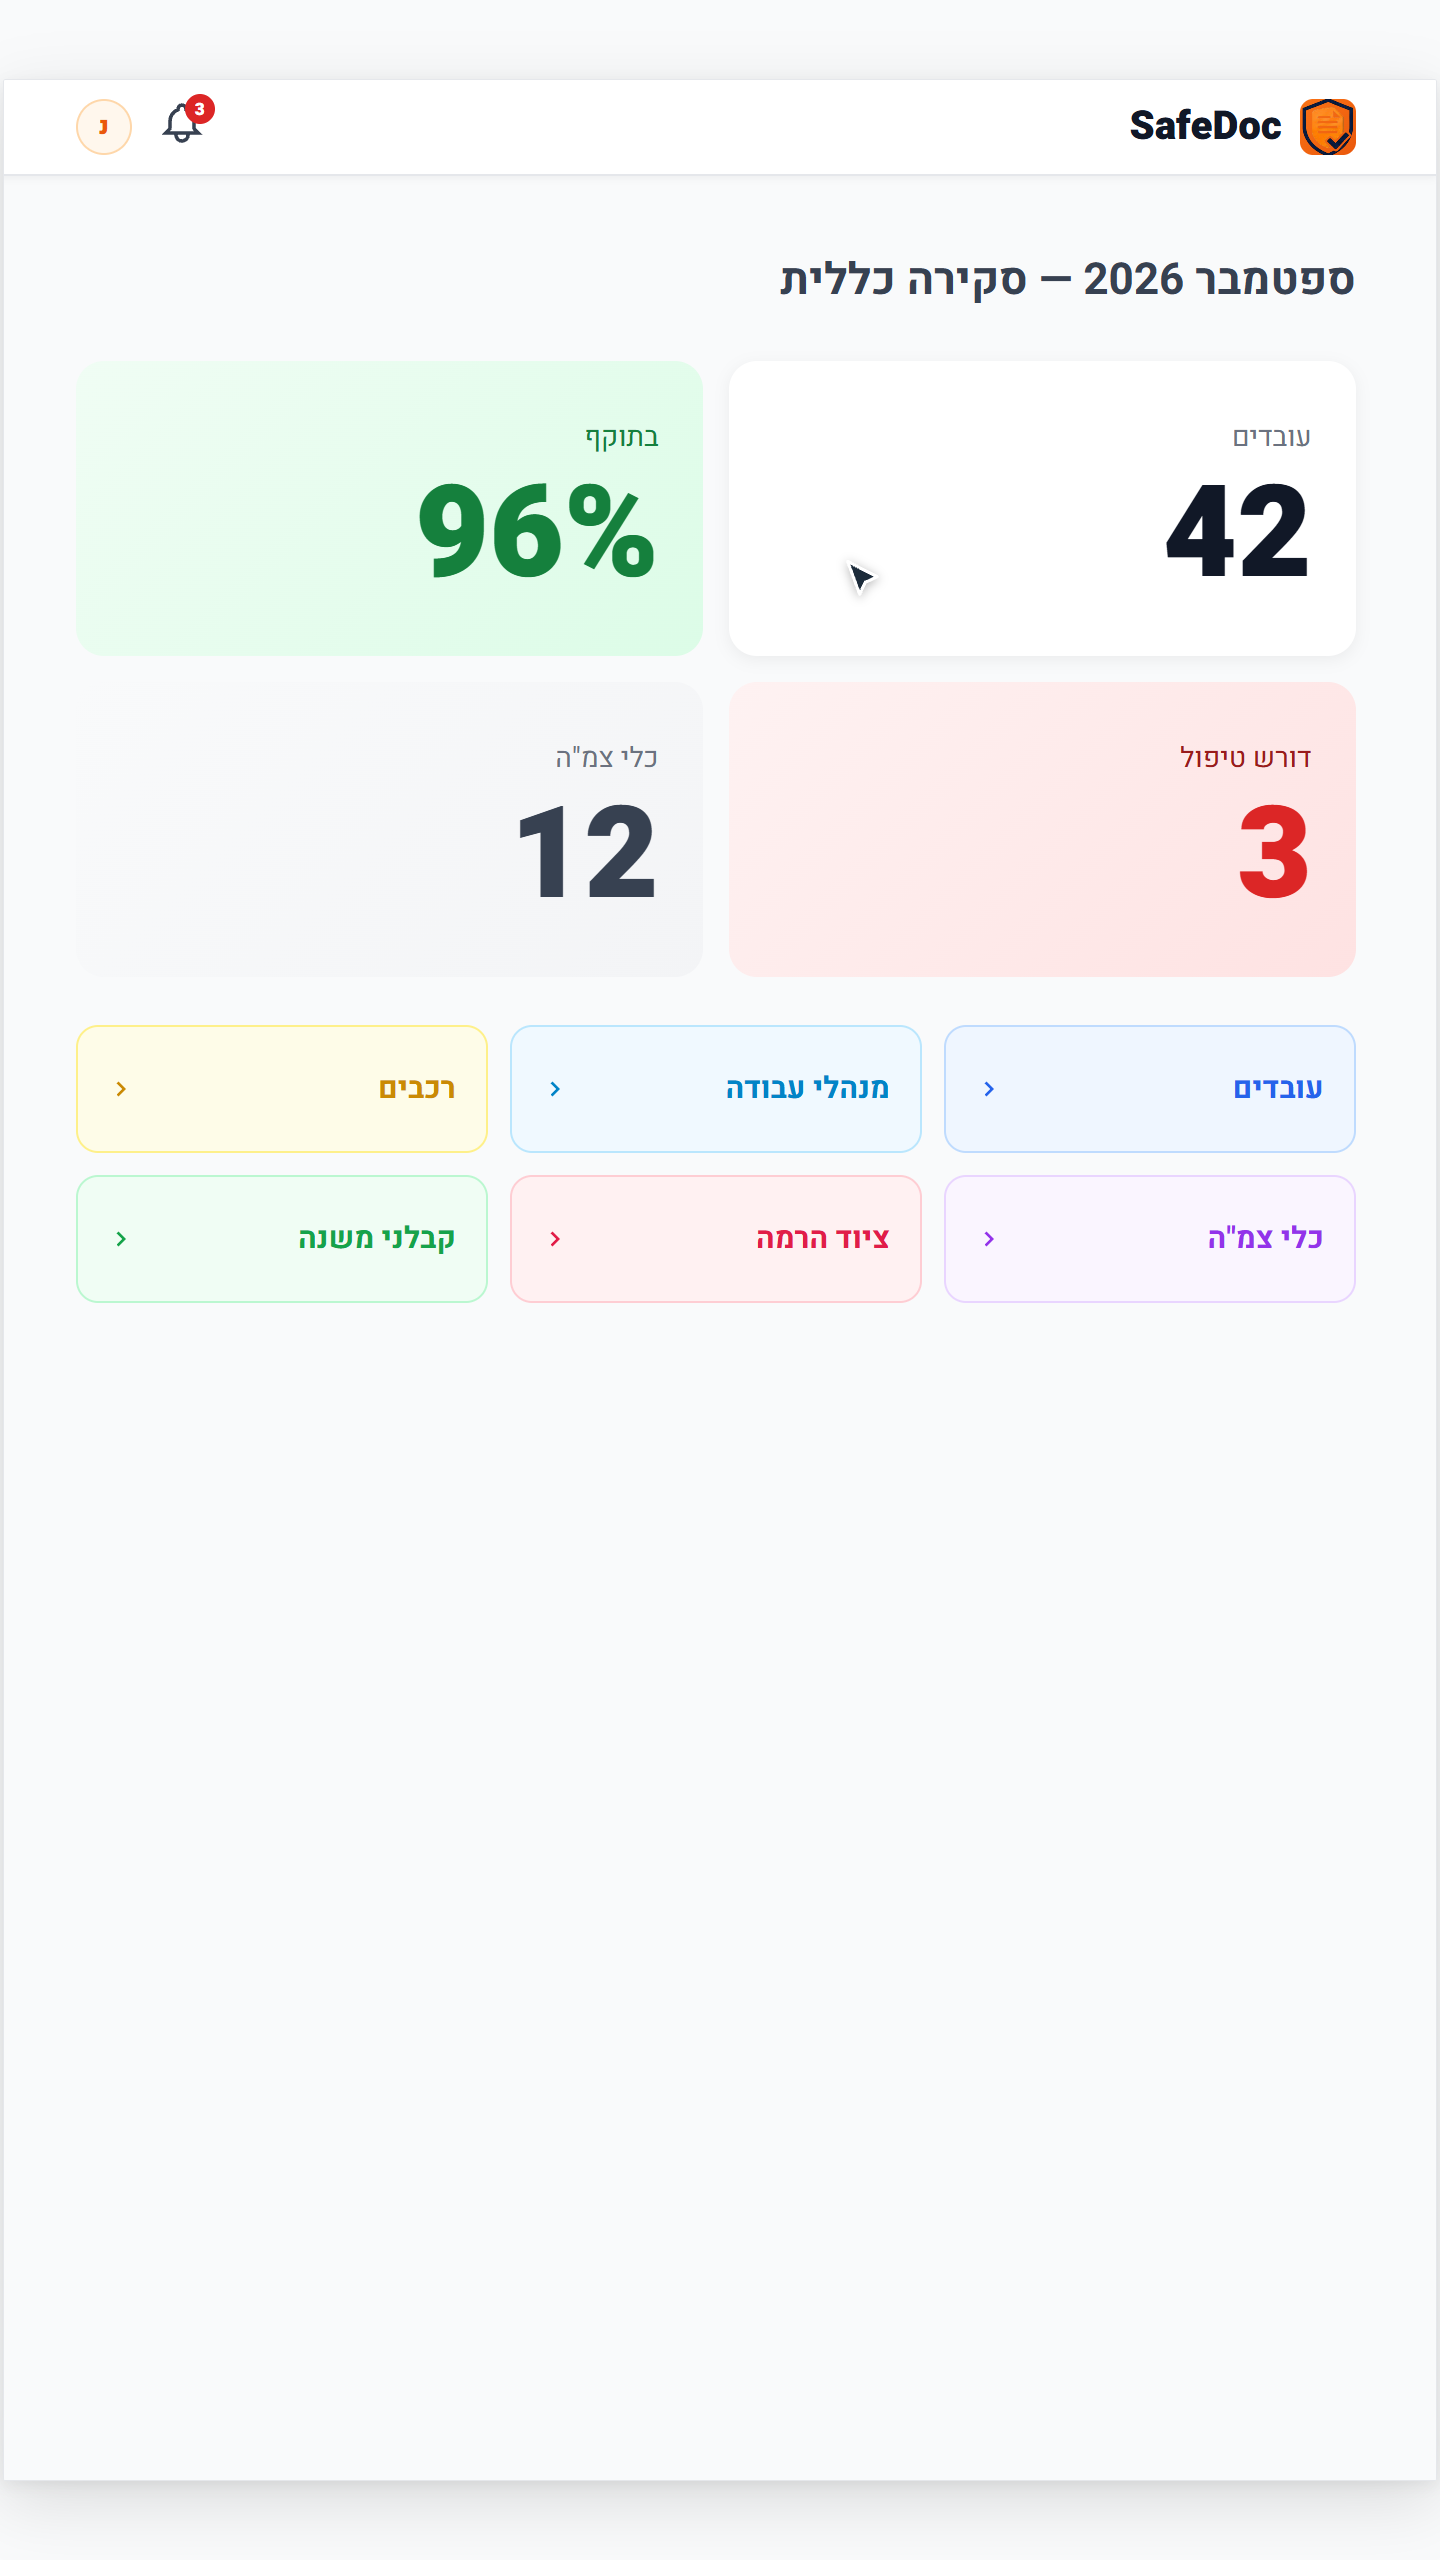 SafeDoc
3
נ
ספטמבר 2026 — סקירה כללית
עובדים
42
בתוקף
96%
דורש טיפול
3
כלי צמ"ה
12
עובדים
מנהלי עבודה
רכבים
כלי צמ"ה
ציוד הרמה
קבלני משנה